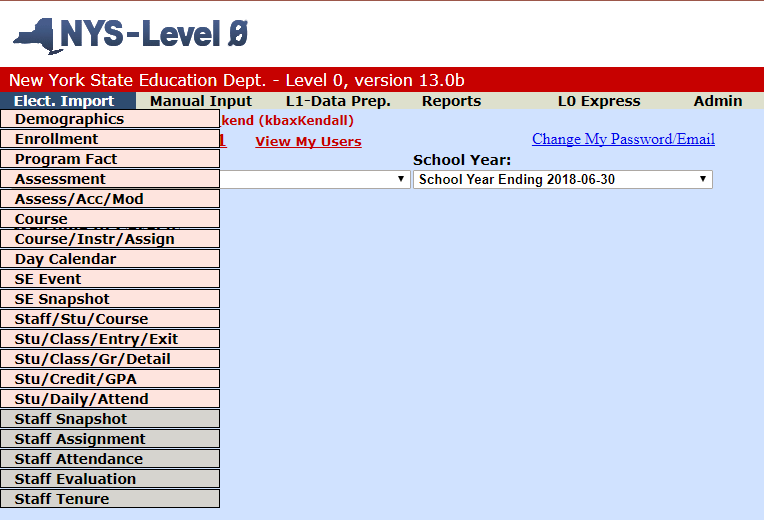 NYS-Level 0
New York State Education Dept. - Level 0, version 13.0b
Elect. Import Manual Input L1-Data Prep. Reports L0 Express Admin
Demographics
kend (kbaxKendall)
Enrollment
View My Users
Change My Password/Email
Program Fact
School Year:
Assessment
School Year Ending 2018-06-30
Assess/Acc/Mod
Course
Course/Instr/Assign
Day Calendar
SE Event
SE Snapshot
Staff/Stu/Course
Stu/Class/Entry/Exit
Stu/Class/Gr/Detail
Stu/Credit/GPA
Stu/Daily/Attend
Staff Snapshot
Staff Assignment
Staff Attendance
Staff Evaluation
Staff Tenure